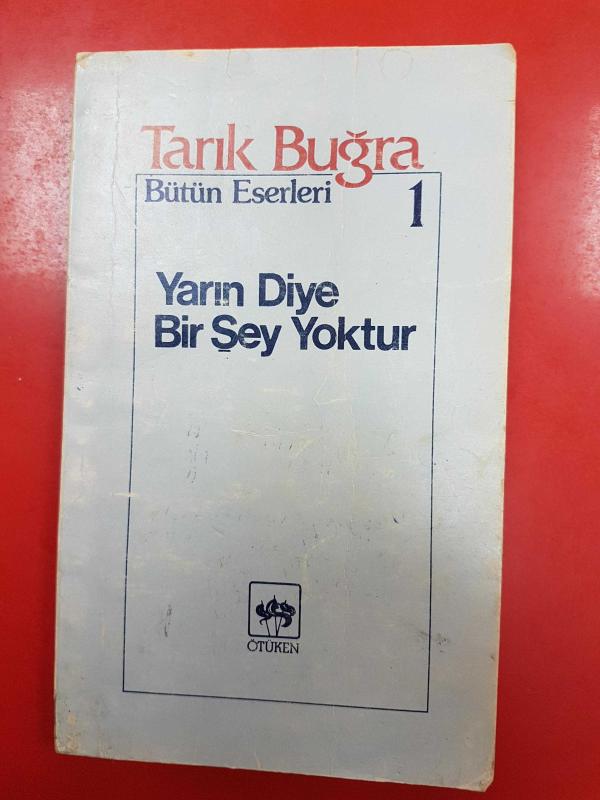 Tarık Buğra
Bütün Eserleri 1
Yarın Diye
Bir Şey Yoktur
ÖTÜKEN